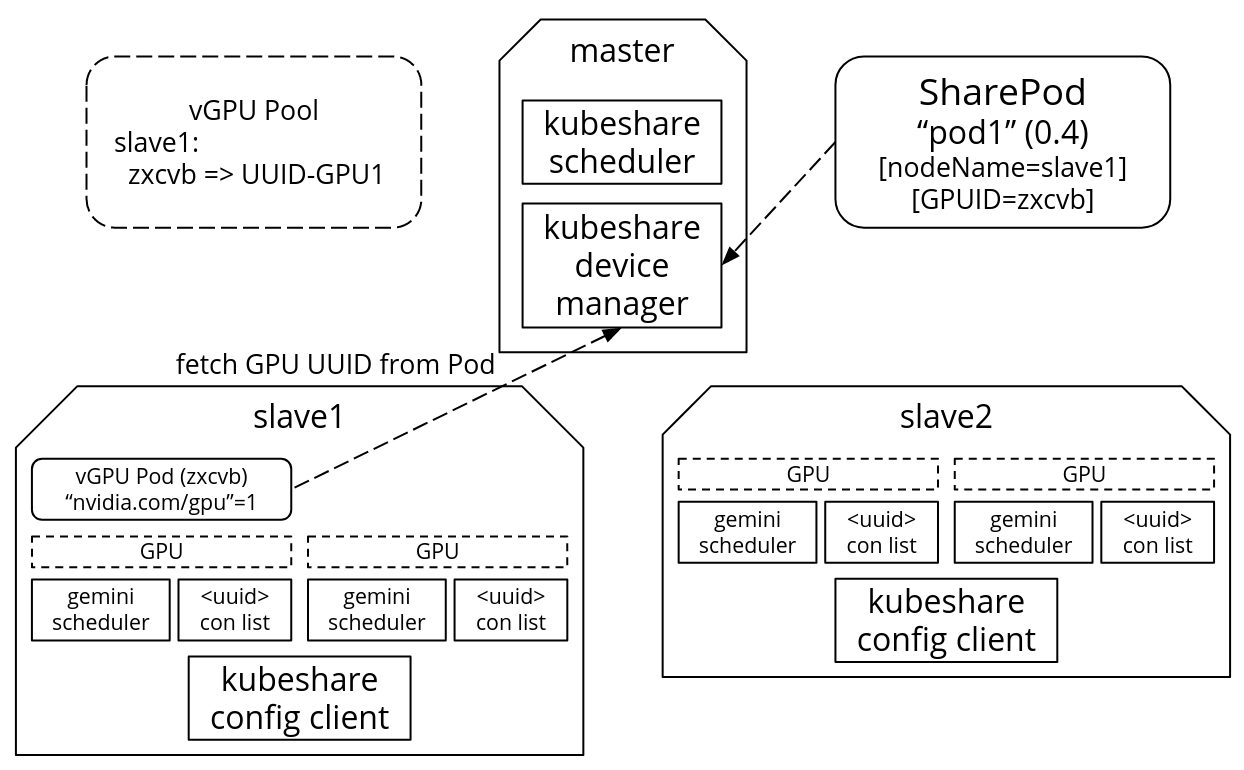 master
vGPU Pool
slave1:
zxcvb => UUID-GPU1
kubeshare
scheduler
kubeshare
device
manager
SharePod
“pod1” (0.4)
[nodeName=slave1]
[GPUID=zxcvb]
fetch GPU UUID from Pod
slave1
vGPU Pod (zxcvb)
“nvidia.com/gpu”=1
GPU
GPU
gemini
scheduler
<uuid>
con list
gemini
scheduler
<uuid>
con list
kubeshare
config client
slave2
GPU
GPU
gemini
scheduler
<uuid>
con list
gemini
scheduler
<uuid>
con list
kubeshare
config client